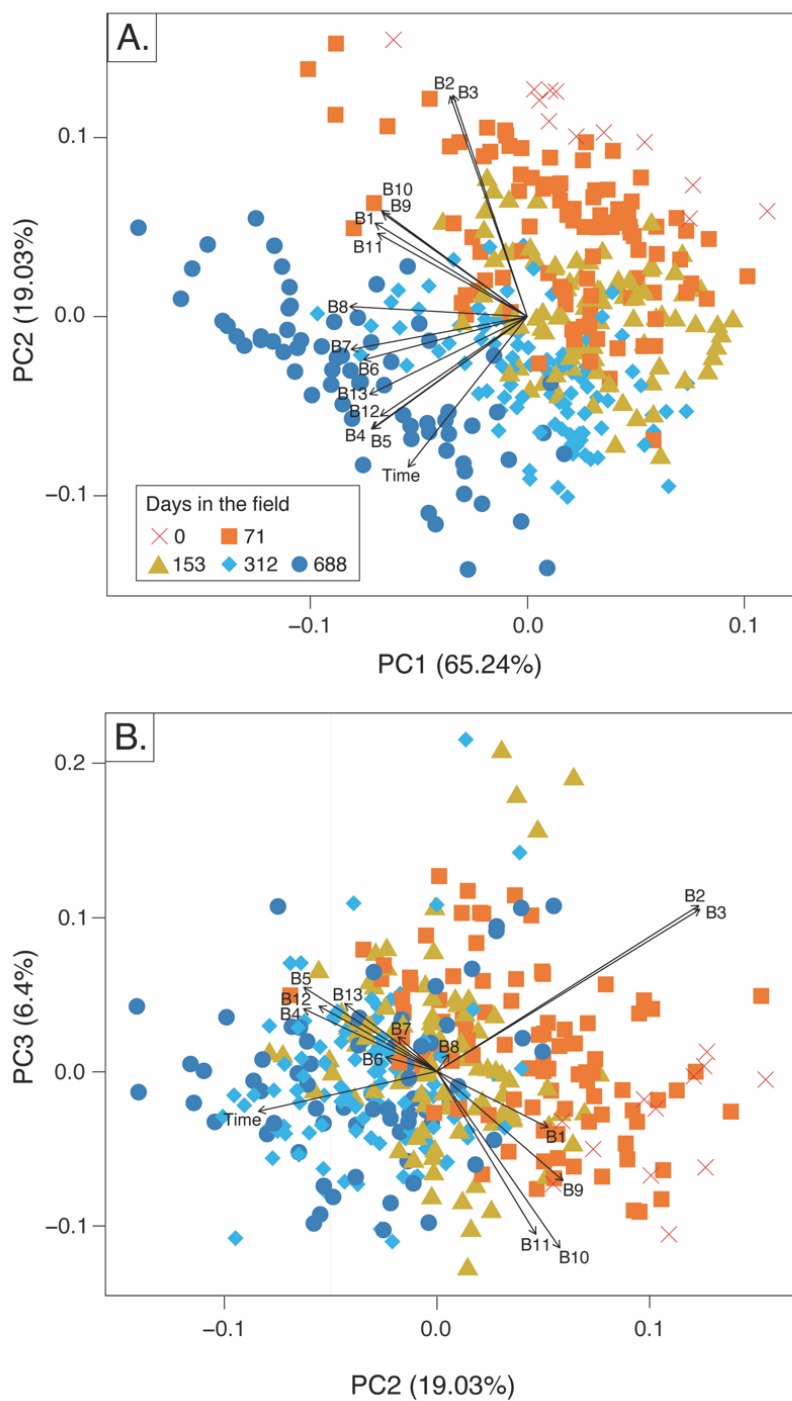 A.
B2 B3
0.1
B10
B9
B1
B11
0.0
B8
B7
B6
B13
B12
B4 B5
Time
-0.1
PC2 (19.03%)
Days in the field
0 71
153 312 688
−0.1 0.0 0.1
PC1 (65.24%)
B.
0.2
0.1
B2
B3
B5
B12 B13
B4
B7
B8
B6
0.0
Time
B1
B9
B11
B10
−0.1
PC3 (6.4%)
−0.1 0.0 0.1
PC2 (19.03%)